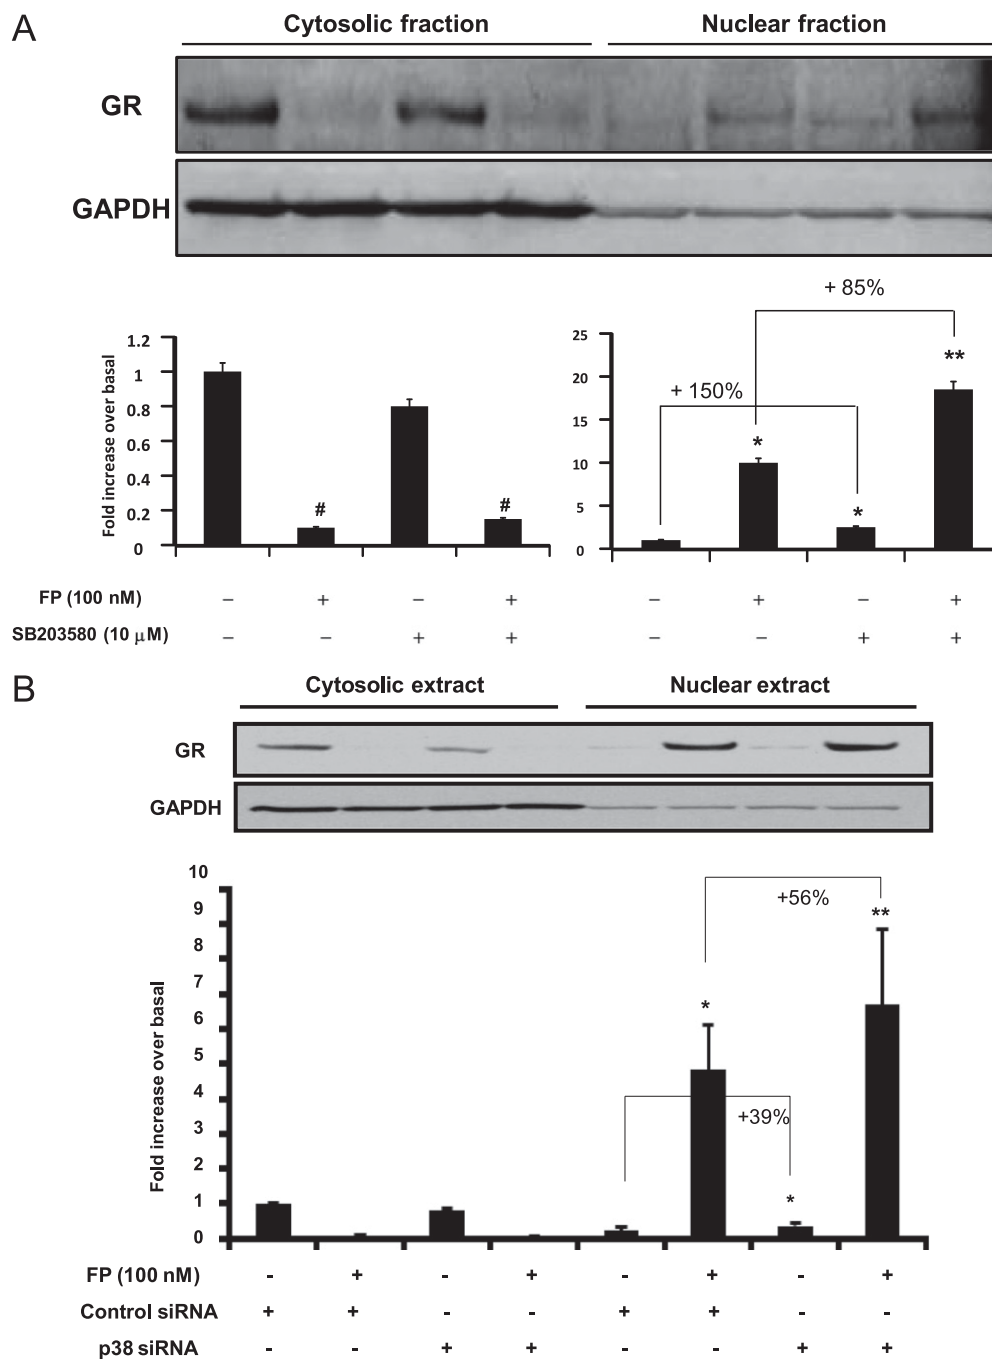 A
Cytosolic fraction Nuclear fraction
GR
GAPDH
+ 85%
+ 150%
Fold increase over basal
1.2
1
0.8
0.6
0.4
0.2
0
# #
25
20
15
10
5
0
* * **
FP (100 nM) – + – + – + – +
SB203580 (10 μM) – – + + – – + +
B
Cytosolic extract Nuclear extract
GR
GAPDH
+56%
+39%
Fold increase over basal
10
9
8
7
6
5
4
3
2
1
0
* * **
FP (100 nM) - + - + - + - +
Control siRNA + + - - + + - -
p38 siRNA - - + + - - + +